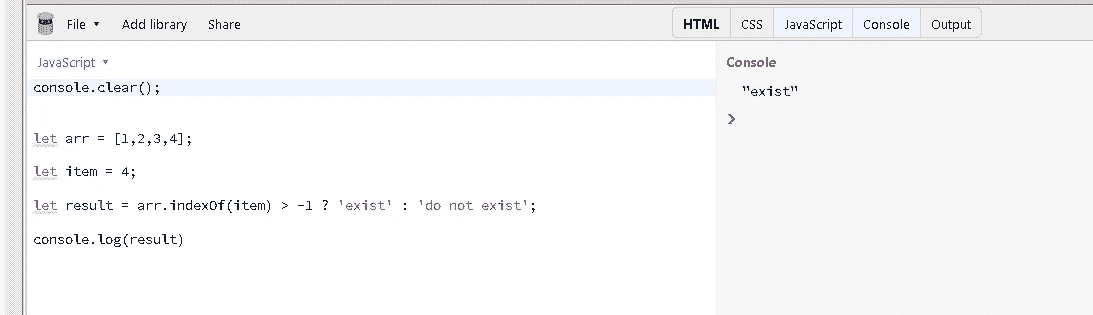 File ▾ Add library Share HTML CSS JavaScript Console Output
JavaScript ▾
console.clear();
let arr = [1,2,3,4];
let item = 4;
let result = arr.indexOf(item) > -1 ? 'exist' : 'do not exist';
console.log(result)
Console
"exist"
>